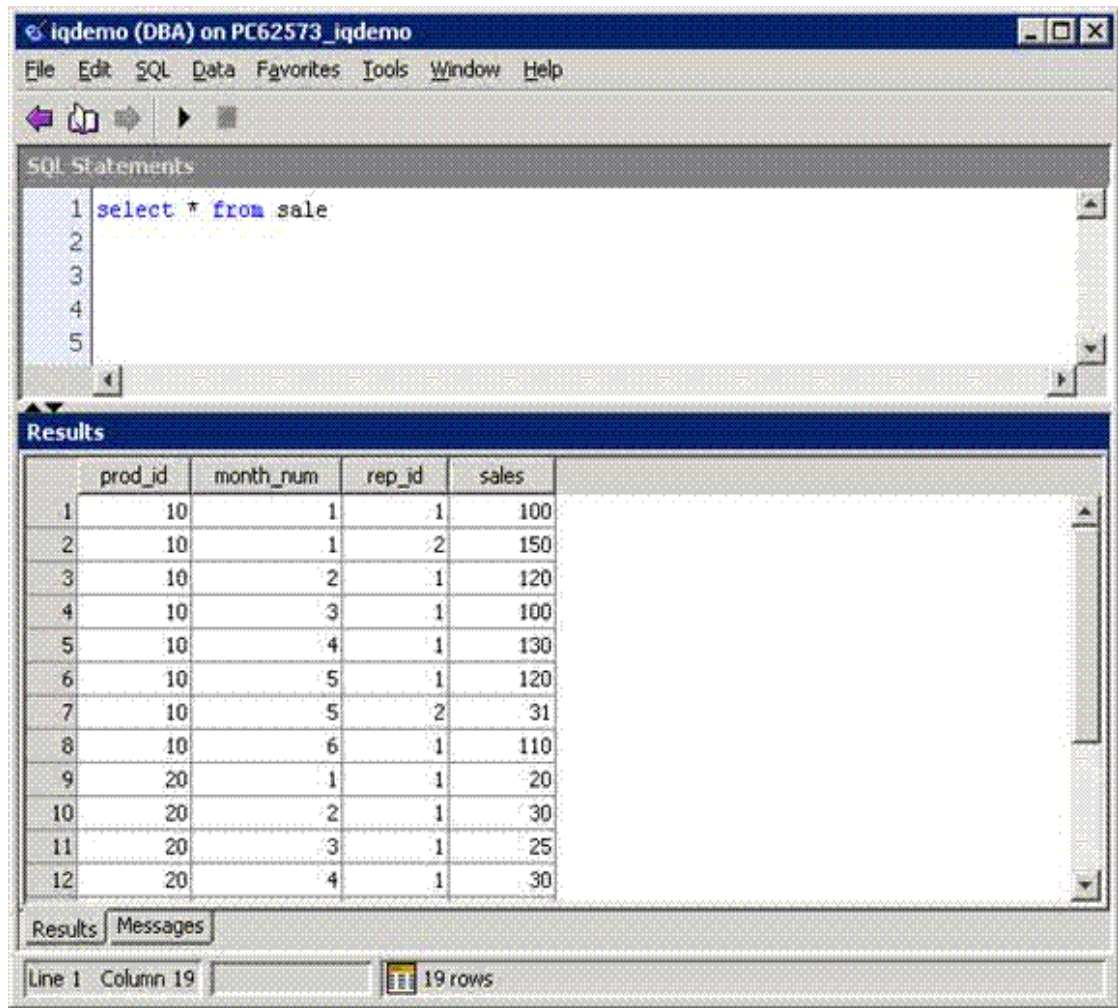 iqdemo (DBA) on PC62573_iqdemo
File Edit SQL Data Favorites Tools Window Help
SQL Statements
1 select * from sale
2
3
4
5
Results
prod_id month_num rep_id sales
1 10 1 1 100
2 10 1 2 150
3 10 2 1 120
4 10 3 1 100
5 10 4 1 130
6 10 5 1 120
7 10 5 2 31
8 10 6 1 110
9 20 1 1 20
10 20 2 1 30
11 20 3 1 25
12 20 4 1 30
Results Messages
Line 1 Column 19 19 rows